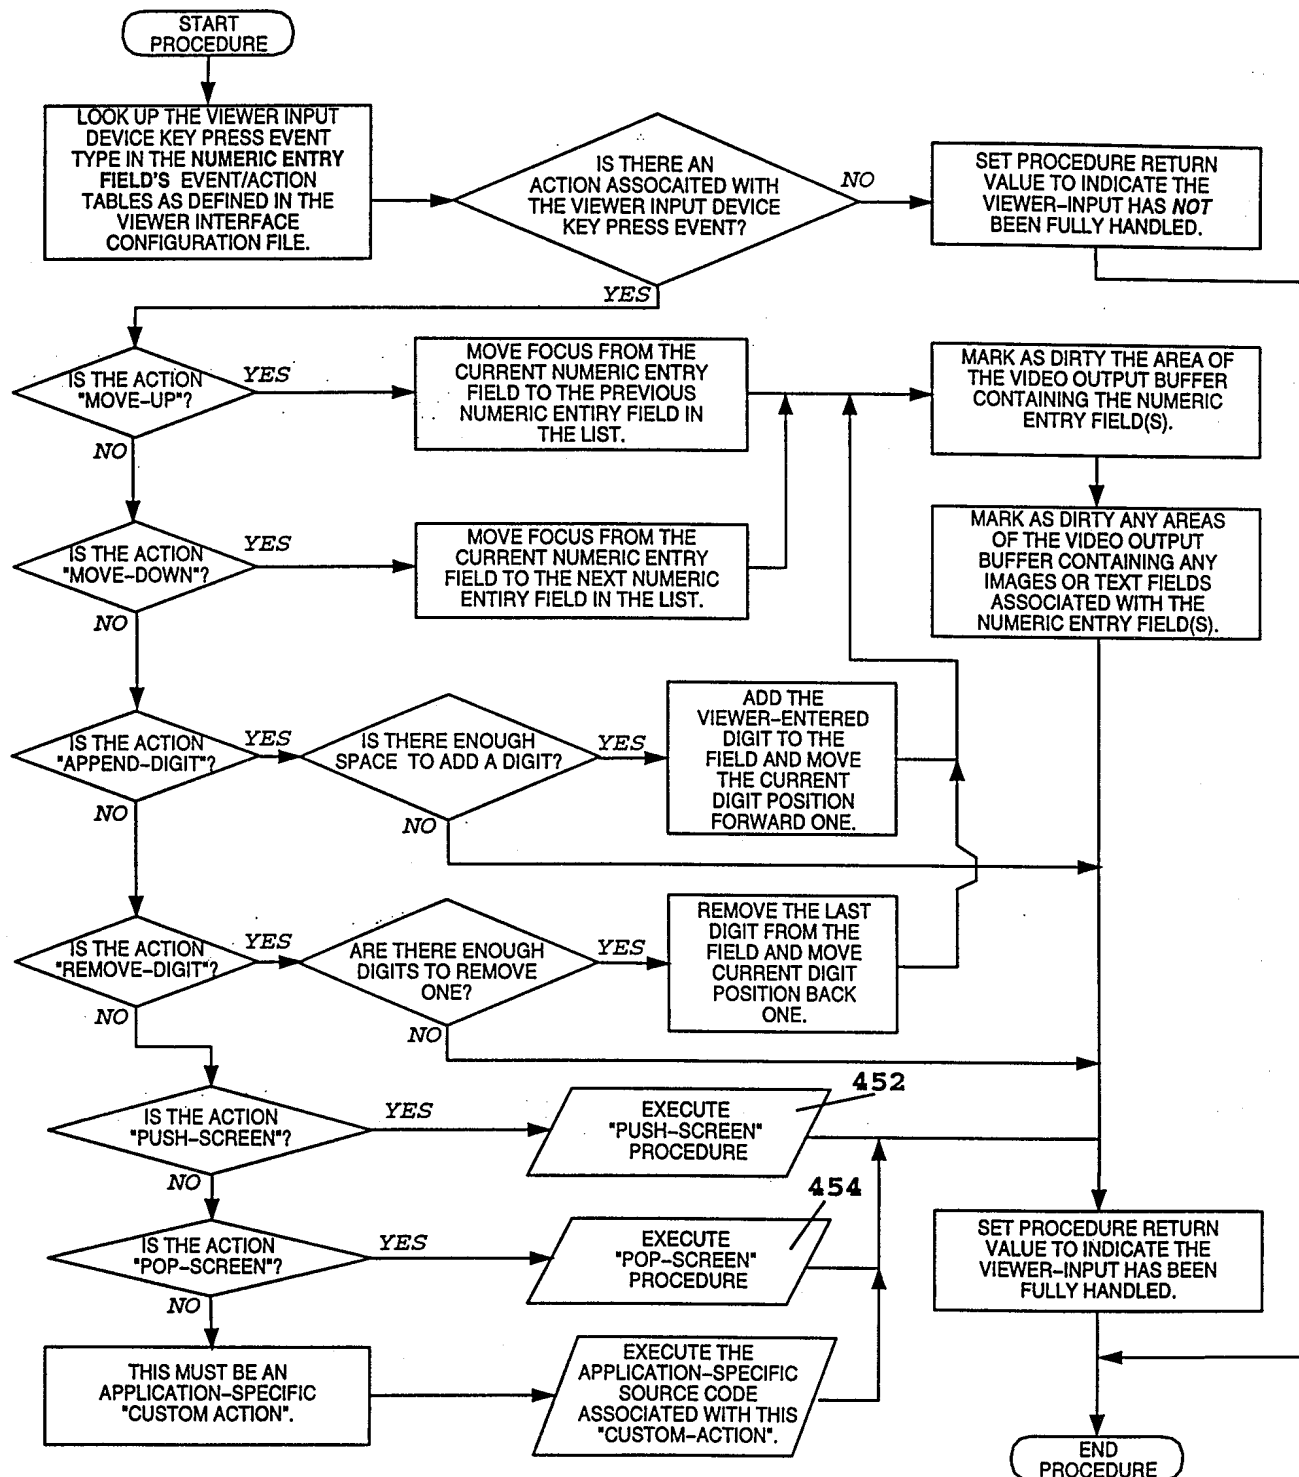 START
PROCEDURE
LOOK UP THE VIEWER INPUT
DEVICE KEY PRESS EVENT
TYPE IN THE NUMERIC ENTRY
FIELD'S EVENT/ACTION
TABLES AS DEFINED IN THE
VIEWER INTERFACE
CONFIGURATION FILE.
IS THERE AN
ACTION ASSOCAITED WITH
THE VIEWER INPUT DEVICE
KEY PRESS EVENT?
NO
SET PROCEDURE RETURN
VALUE TO INDICATE THE
VIEWER-INPUT HAS NOT
BEEN FULLY HANDLED.
YES
IS THE ACTION
"MOVE-UP"?
YES
MOVE FOCUS FROM THE
CURRENT NUMERIC ENTRY
FIELD TO THE PREVIOUS
NUMERIC ENTIRY FIELD IN
THE LIST.
MARK AS DIRTY THE AREA OF
THE VIDEO OUTPUT BUFFER
CONTAINING THE NUMERIC
ENTRY FIELD(S).
NO
IS THE ACTION
"MOVE-DOWN"?
YES
MOVE FOCUS FROM THE
CURRENT NUMERIC ENTRY
FIELD TO THE NEXT NUMERIC
ENTIRY FIELD IN THE LIST.
MARK AS DIRTY ANY AREAS
OF THE VIDEO OUTPUT
BUFFER CONTAINING ANY
IMAGES OR TEXT FIELDS
ASSOCIATED WITH THE
NUMERIC ENTRY FIELD(S).
NO
IS THE ACTION
"APPEND-DIGIT"?
YES
IS THERE ENOUGH
SPACE TO ADD A DIGIT?
YES
ADD THE
VIEWER-ENTERED
DIGIT TO THE
FIELD AND MOVE
THE CURRENT
DIGIT POSITION
FORWARD ONE.
NO
NO
IS THE ACTION
"REMOVE-DIGIT"?
YES
ARE THERE ENOUGH
DIGITS TO REMOVE
ONE?
YES
REMOVE THE LAST
DIGIT FROM THE
FIELD AND MOVE
CURRENT DIGIT
POSITION BACK
ONE.
NO
NO
IS THE ACTION
"PUSH-SCREEN"?
YES
EXECUTE
"PUSH-SCREEN"
PROCEDURE
452
NO
IS THE ACTION
"POP-SCREEN"?
YES
EXECUTE
"POP-SCREEN"
PROCEDURE
454
SET PROCEDURE RETURN
VALUE TO INDICATE THE
VIEWER-INPUT HAS BEEN
FULLY HANDLED.
NO
THIS MUST BE AN
APPLICATION-SPECIFIC
"CUSTOM ACTION".
EXECUTE THE
APPLICATION-SPECIFIC
SOURCE CODE
ASSOCIATED WITH THIS
"CUSTOM-ACTION".
END
PROCEDURE